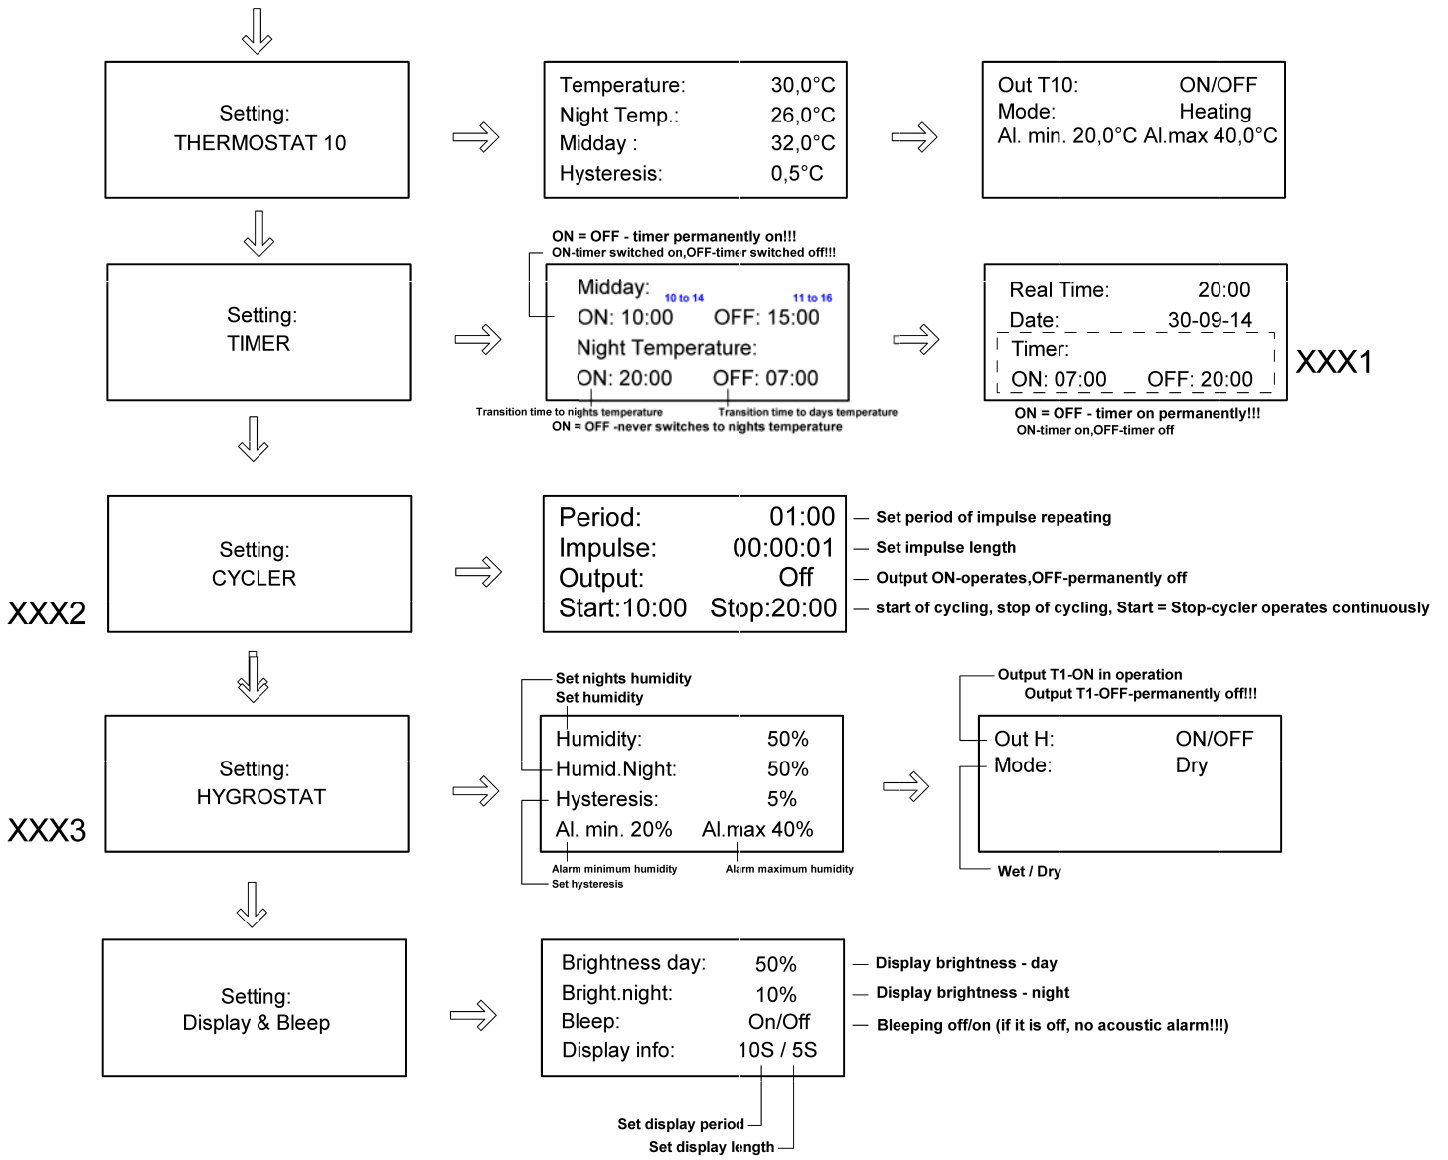 Setting:
THERMOSTAT 10
Temperature: 30,0°C
Night Temp.: 26,0°C
Midday : 32,0°C
Hysteresis: 0,5°C
Out T10: ON/OFF
Mode: Heating
Al. min. 20,0°C Al.max 40,0°C
Setting:
TIMER
ON = OFF - timer permanently on!!!
ON-timer switched on,OFF-timer switched off!!!
Midday:
10 to 14 11 to 16
ON: 10:00 OFF: 15:00
Night Temperature:
ON: 20:00 OFF: 07:00
Transition time to nights temperature Transition time to days temperature
ON = OFF -never switches to nights temperature
Real Time: 20:00
Date: 30-09-14
Timer:
ON: 07:00 OFF: 20:00
XXX1
ON = OFF - timer on permanently!!!
ON-timer on,OFF-timer off
Setting:
CYCLER
XXX2
Period: 01:00
Impulse: 00:00:01
Output: Off
Start:10:00 Stop:20:00
Set period of impulse repeating
Set impulse length
Output ON-operates,OFF-permanently off
start of cycling, stop of cycling, Start = Stop-cycler operates continuously
Setting:
HYGROSTAT
XXX3
Set nights humidity
Set humidity
Humidity: 50%
Humid.Night: 50%
Hysteresis: 5%
Al. min. 20% Al.max 40%
Alarm minimum humidity Alarm maximum humidity
Set hysteresis
Output T1-ON in operation
Output T1-OFF-permanently off!!!
Out H: ON/OFF
Mode: Dry
Wet / Dry
Setting:
Display & Bleep
Brightness day: 50%
Bright.night: 10%
Bleep: On/Off
Display info: 10S / 5S
Display brightness - day
Display brightness - night
Bleeping off/on (if it is off, no acoustic alarm!!!)
Set display period
Set display length